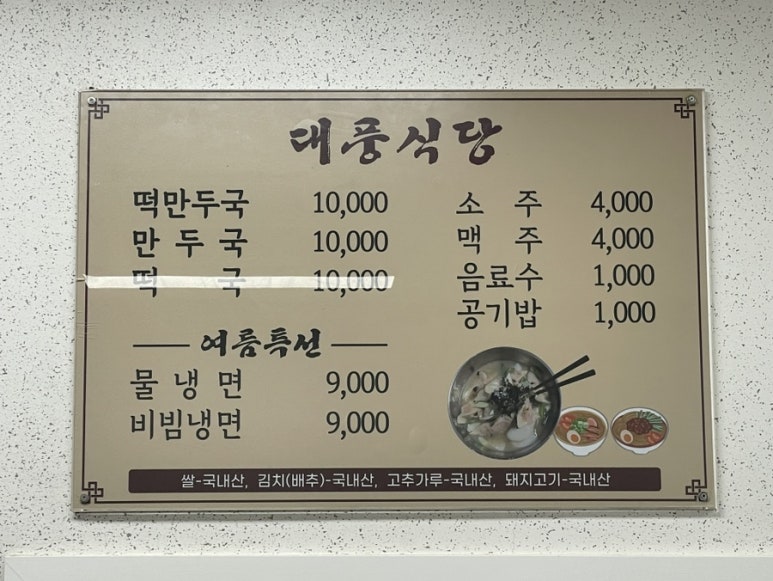 대풍식당
떡만두국 10,000
만두국 10,000
떡국 10,000
여름특선
물냉면 9,000
비빔냉면 9,000
소주 4,000
맥주 4,000
음료수 1,000
공기밥 1,000
쌀-국내산, 김치(배추)-국내산, 고추가루-국내산, 돼지고기-국내산